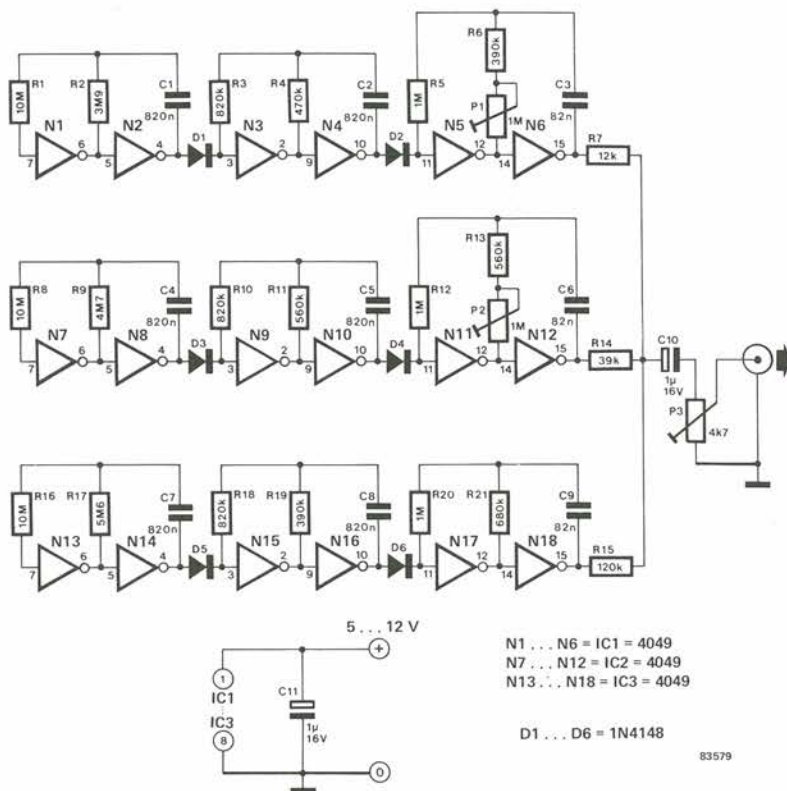 R1 10M R2 3M9 C1 820n R3 820k R4 470k C2 820n R5 1M R6 390k P1 1M C3 82n
N1 N2 D1 N3 N4 D2 N5 N6 R7 12k
7 6 5 4 3 2 9 10 11 12 14 15
R8 10M R9 4M7 C4 820n R10 820k R11 560k C5 820n R12 1M R13 560k P2 1M C6 82n
N7 N8 D3 N9 N10 D4 N11 N12 R14 39k
7 6 5 4 3 2 9 10 11 12 14 15
C10 1µ 16V P3 4k7
R16 10M R17 5M6 C7 820n R18 820k R19 390k C8 820n R20 1M R21 680k C9 82n
N13 N14 D5 N15 N16 D6 N17 N18 R15 120k
7 6 5 4 3 2 9 10 11 12 14 15
5 ... 12 V
+
1
IC1
IC3
8
C11
1µ
16V
0
N1 ... N6 = IC1 = 4049
N7 ... N12 = IC2 = 4049
N13 ... N18 = IC3 = 4049
D1 ... D6 = 1N4148
83579